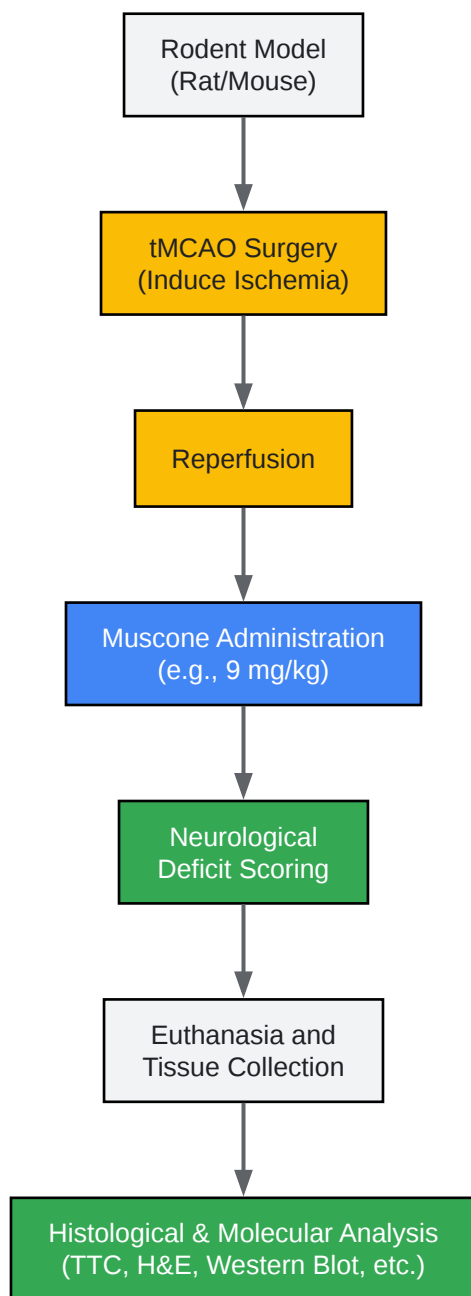 Rodent Model
(Rat/Mouse)
tMCAO Surgery
(Induce Ischemia)
Reperfusion
Muscone Administration
(e.g., 9 mg/kg)
Neurological
Deficit Scoring
Euthanasia and
Tissue Collection
Histological & Molecular Analysis
(TTC, H&E, Western Blot, etc.)